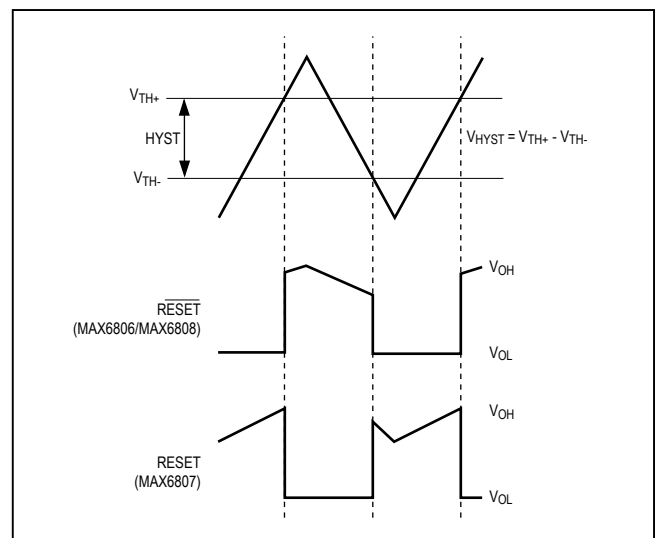 VTH+
HYST
VHYST = VTH+ - VTH-
VTH-
VOH
RESET
(MAX6806/MAX6808)
VOL
VOH
RESET
(MAX6807)
VOL